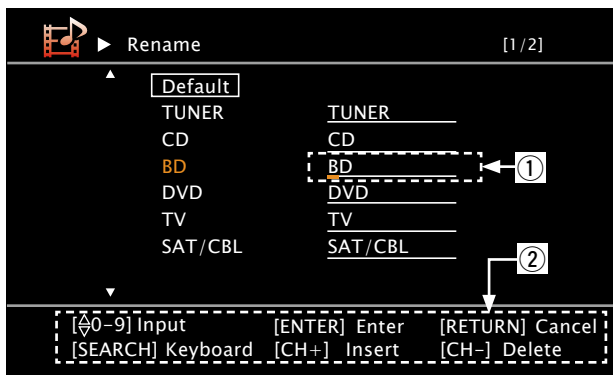 Rename [1/2]
Default
TUNER TUNER
CD CD
BD BD ①
DVD DVD
TV TV
SAT/CBL SAT/CBL
②
[△▽0-9] Input [ENTER] Enter [RETURN] Cancel
[SEARCH] Keyboard [CH+] Insert [CH-] Delete